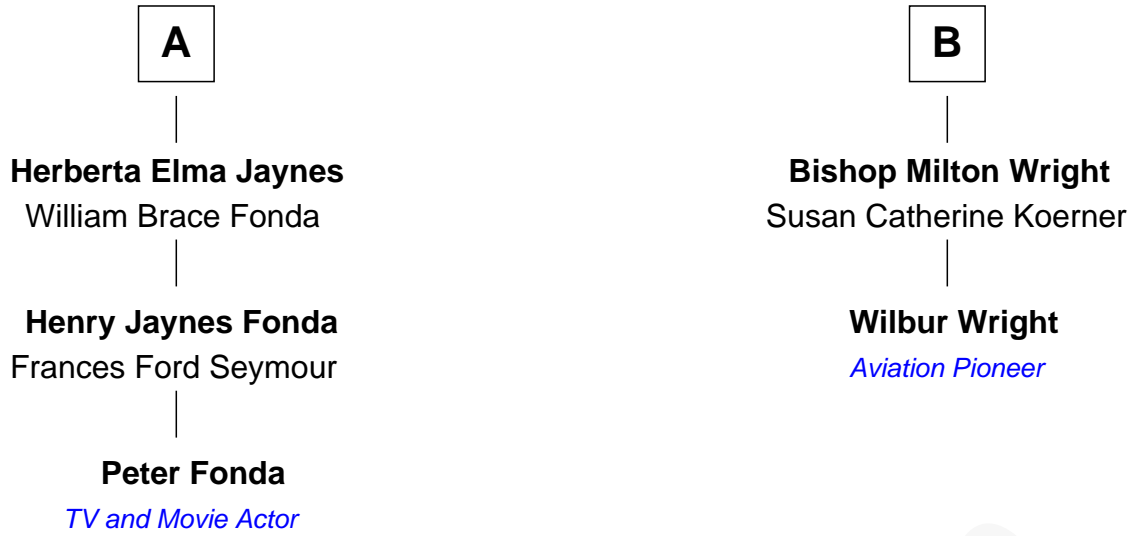 A
B
Herberta Elma Jaynes
William Brace Fonda
Bishop Milton Wright
Susan Catherine Koerner
Henry Jaynes Fonda
Frances Ford Seymour
Wilbur Wright
Aviation Pioneer
Peter Fonda
TV and Movie Actor